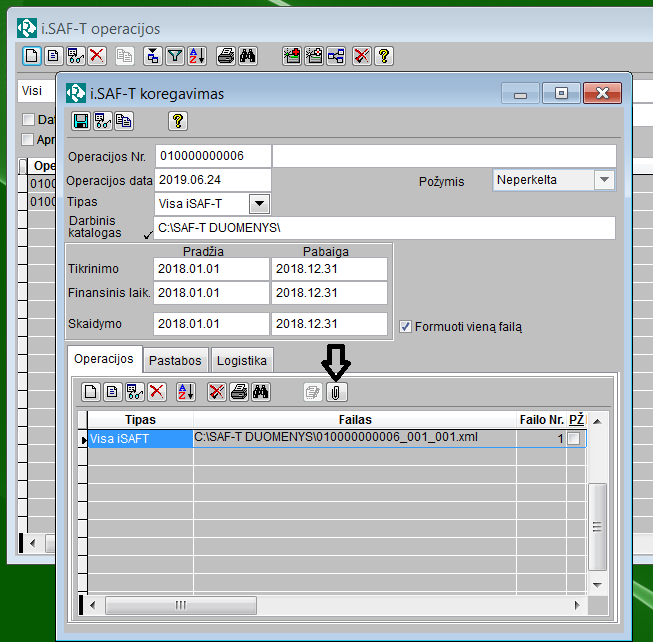 i.SAF-T operacijos
Visi
Dat
Apr
Ope
0100
0100
i.SAF-T koregavimas
Operacijos Nr. 010000000006
Operacijos data 2019.06.24
Požymis Neperkelta
Tipas Visa iSAF-T
Darbinis
katalogas C:\SAF-T DUOMENYS\
Pradžia Pabaiga
Tikrinimo 2018.01.01 2018.12.31
Finansinis laik. 2018.01.01 2018.12.31
Skaidymo 2018.01.01 2018.12.31
Formuoti vieną failą
Operacijos Pastabos Logistika
Tipas Failas Failo Nr. PŽ
Visa iSAFT C:\SAF-T DUOMENYS\010000000006_001_001.xml 1